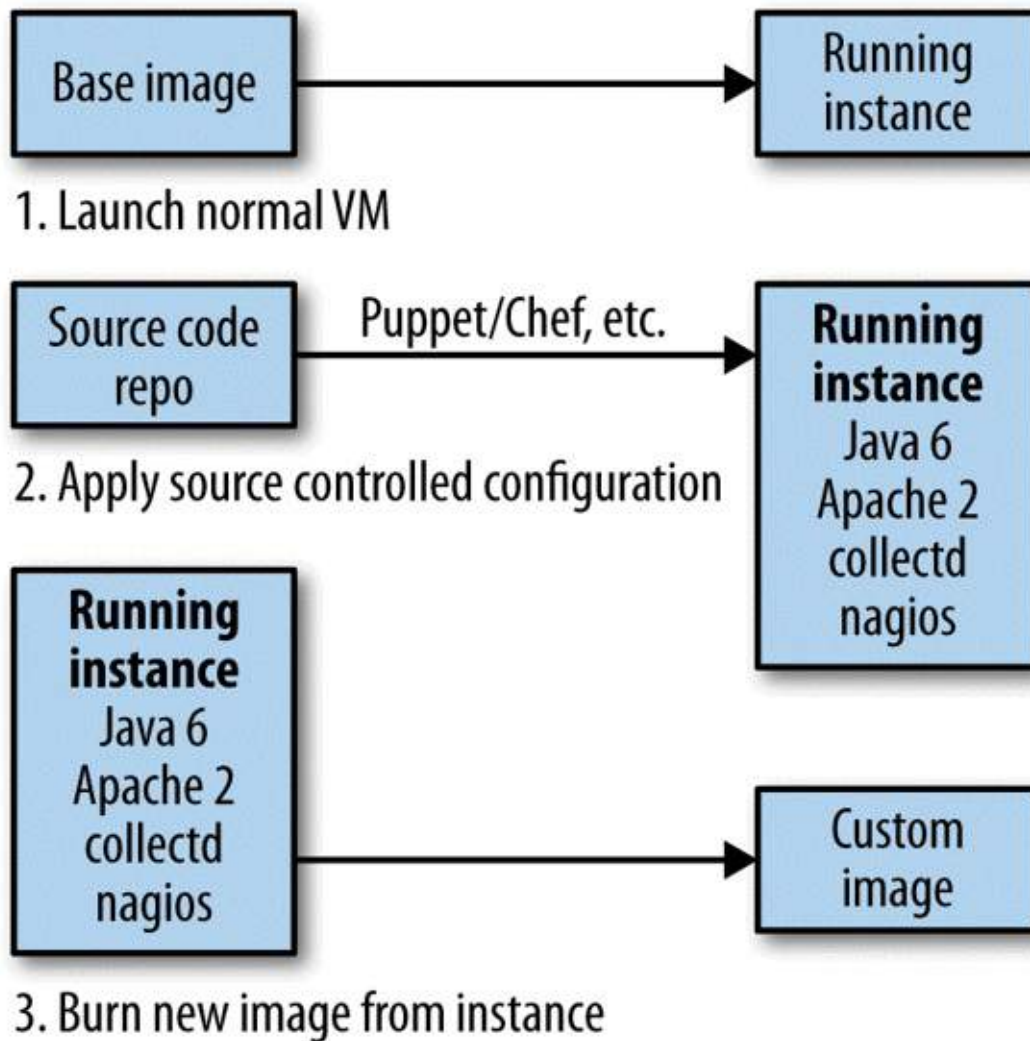 Base image
Running
instance
1. Launch normal VM
Source code
repo
Puppet/Chef, etc.
Running
instance
Java 6
Apache 2
collectd
nagios
2. Apply source controlled configuration
Running
instance
Java 6
Apache 2
collectd
nagios
Custom
image
3. Burn new image from instance